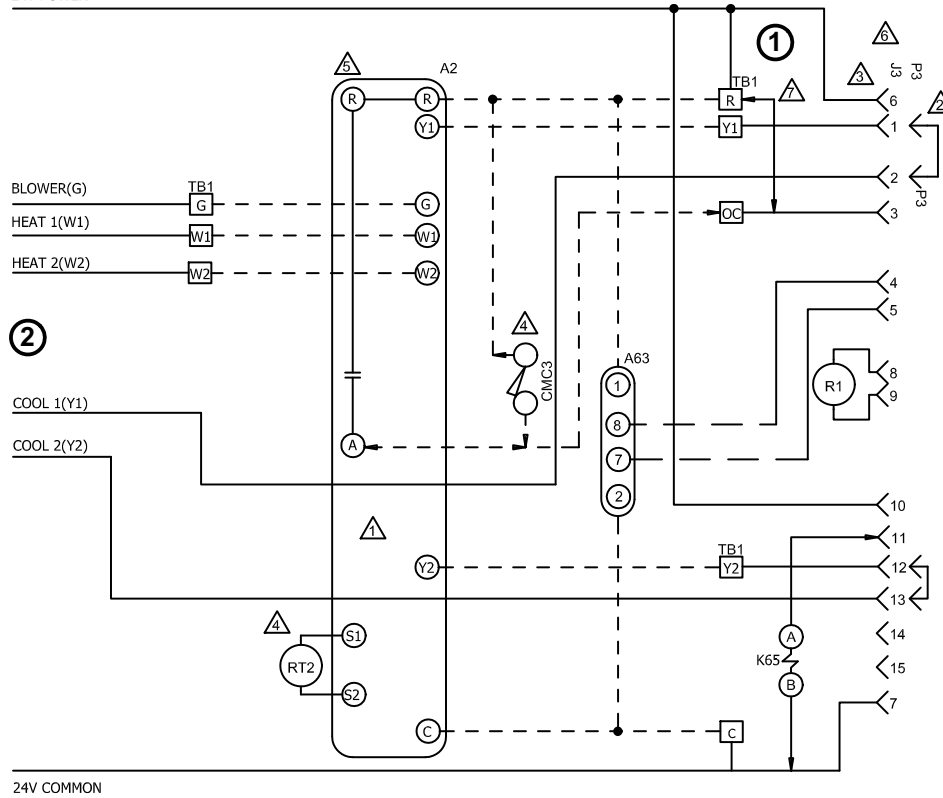 1
6
5
A2
3
J3
P3
TB1
7
R
R
R
6
2
Y1
Y1
1
BLOWER(G)
TB1
2
G
G
P3
HEAT 1(W1)
OC
3
W1
W1
HEAT 2(W2)
W2
W2
4
5
4
2
CMC3
A63
1
R1
8
9
COOL 1(Y1)
8
COOL 2(Y2)
A
7
2
10
1
11
TB1
Y2
Y2
12
13
4
S1
A
14
RT2
K65
15
S2
B
7
C
C
24V COMMON